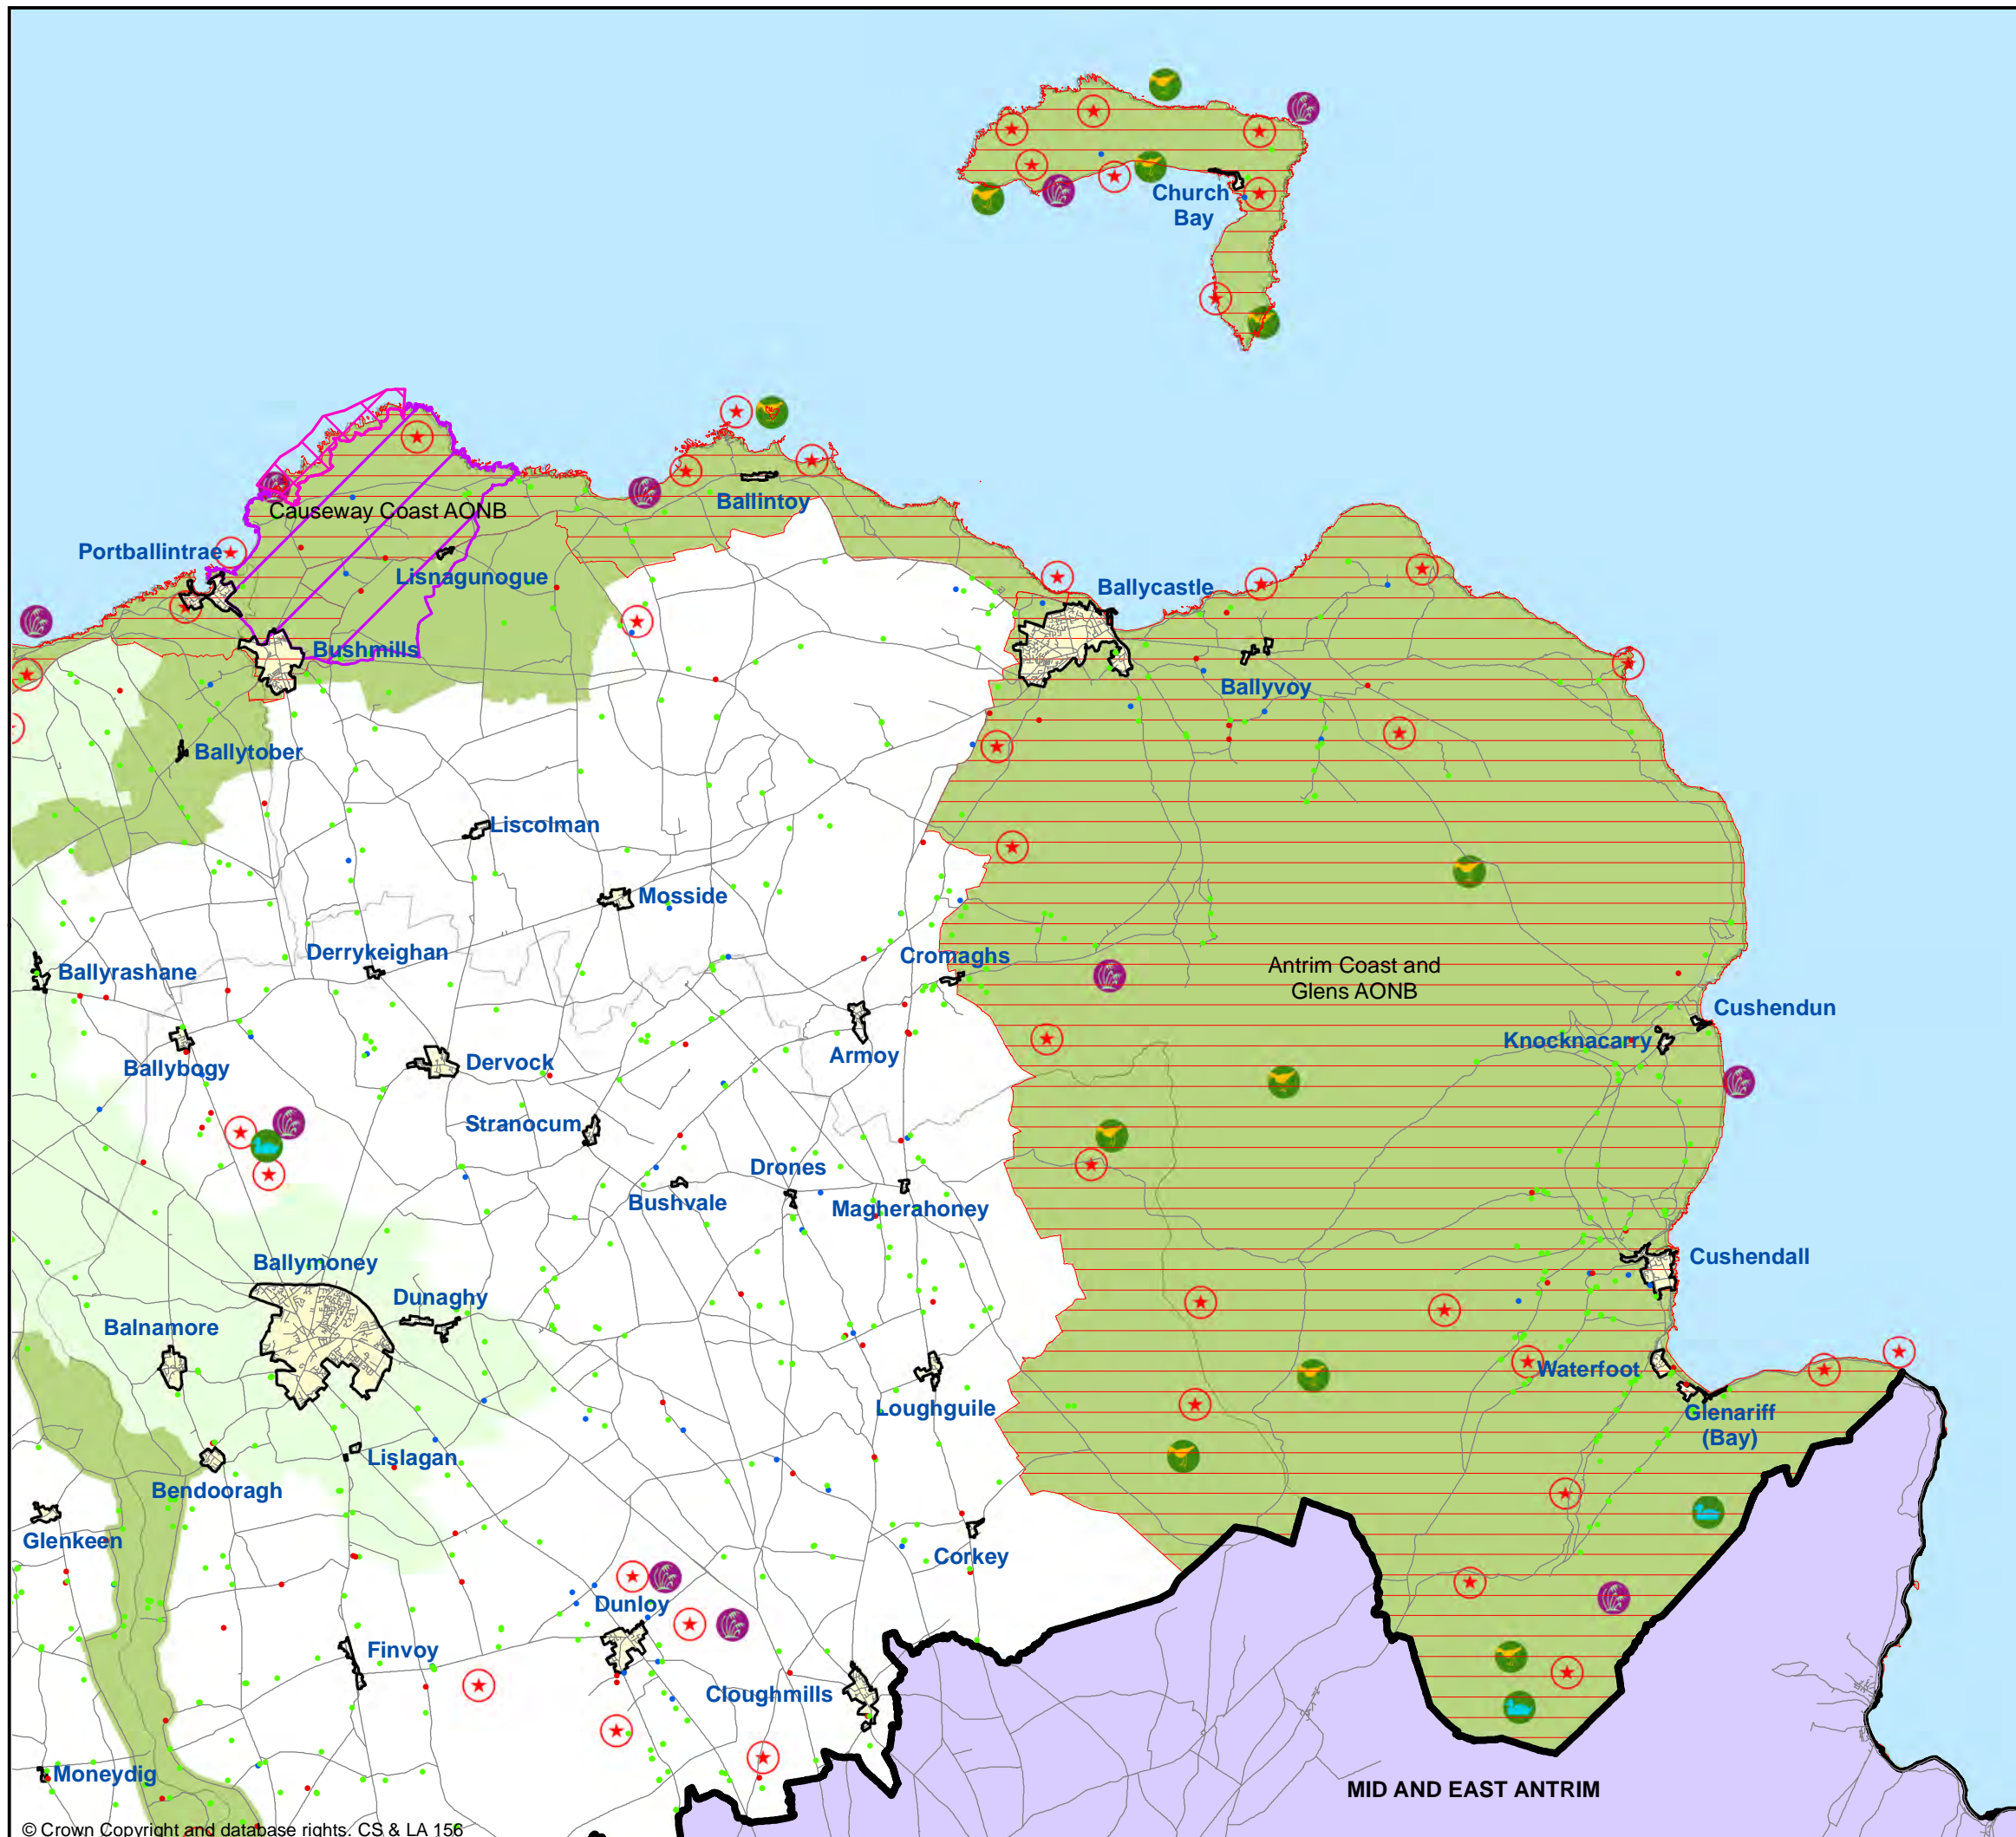 Church
Bay
Causeway Coast AONB
Ballintoy
Portballintrae
Lisnagunogue
Ballycastle
Bushmills
Ballyvoy
Ballytober
Liscolman
Mosside
Derrykeighan
Cromaghs
Antrim Coast and
Glens AONB
Ballyrashane
Cushendun
Knocknacarry
Armoy
Ballybogy
Dervock
Stranocum
Drones
Bushvale
Magherahoney
Ballymoney
Cushendall
Dunaghy
Balnamore
Waterfoot
Loughguile
Glenariff
(Bay)
Lislagan
Bendooragh
Glenkeen
Corkey
Dunloy
Finvoy
Cloughmills
Moneydig
MID AND EAST ANTRIM
© Crown Copyright and database rights. CS & LA 156